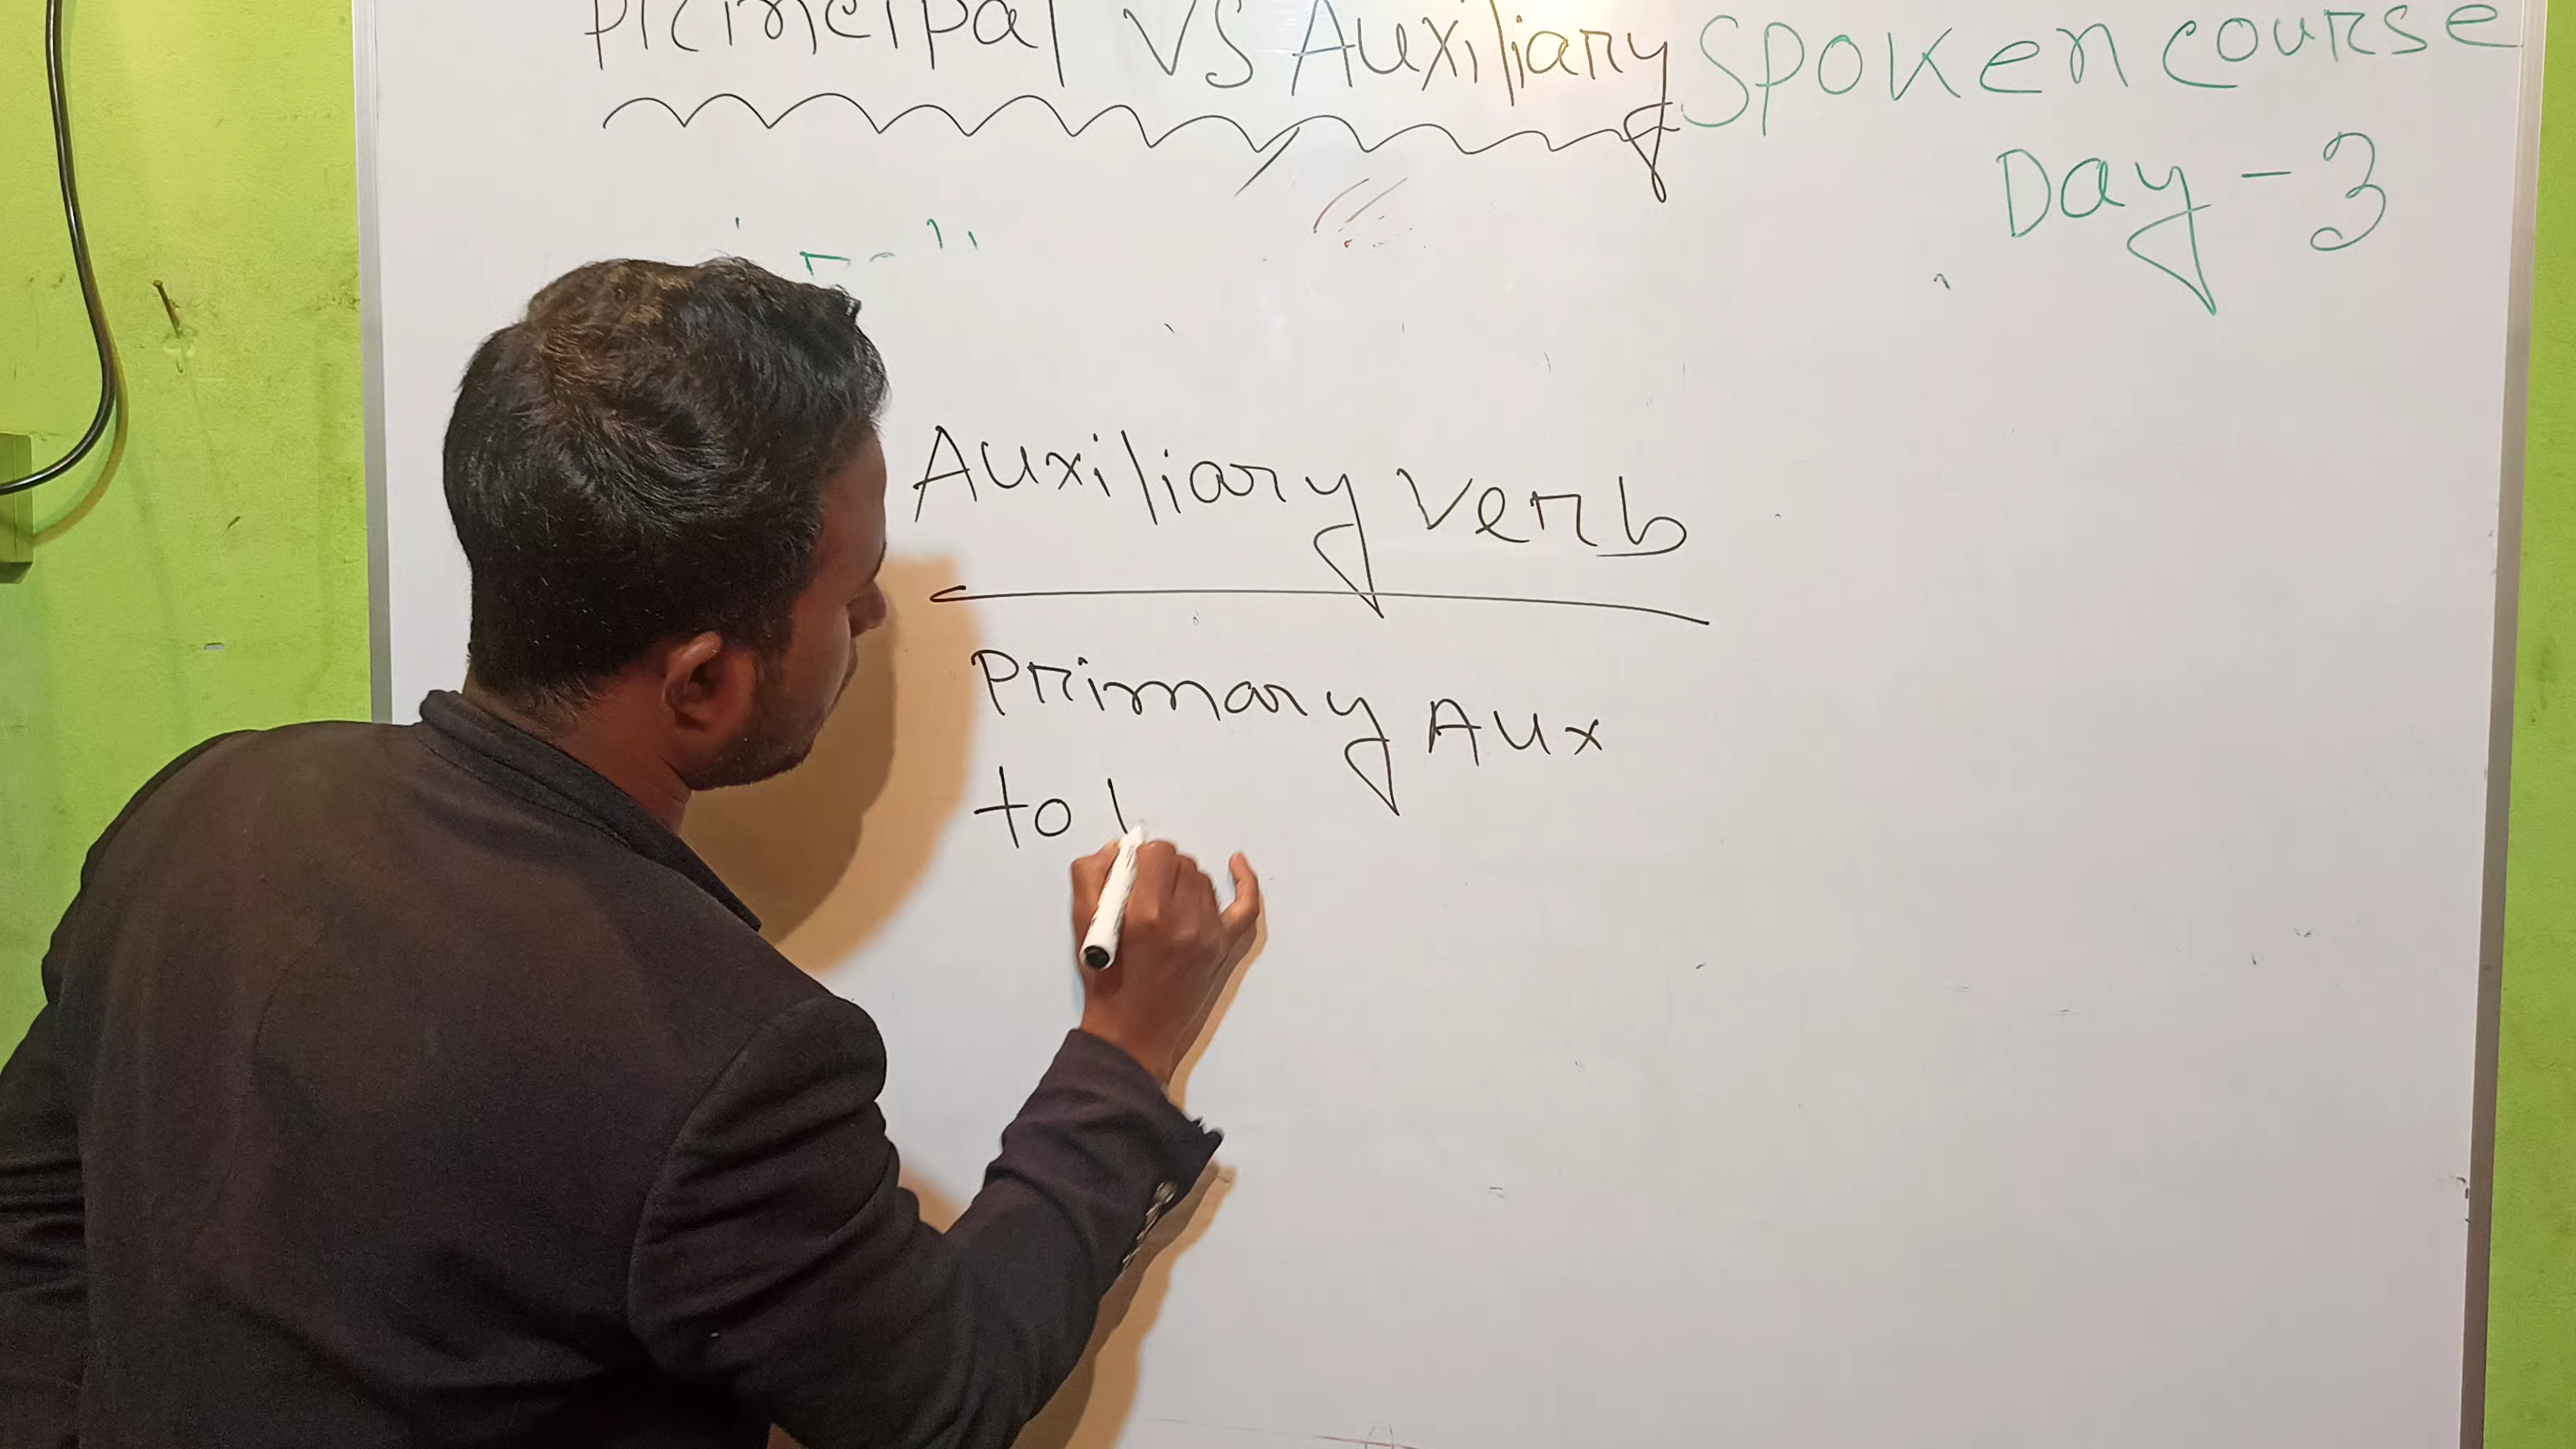 Principal VS Auxiliary
Spoken course
Day-3
Auxiliary verb
Primary Aux
to